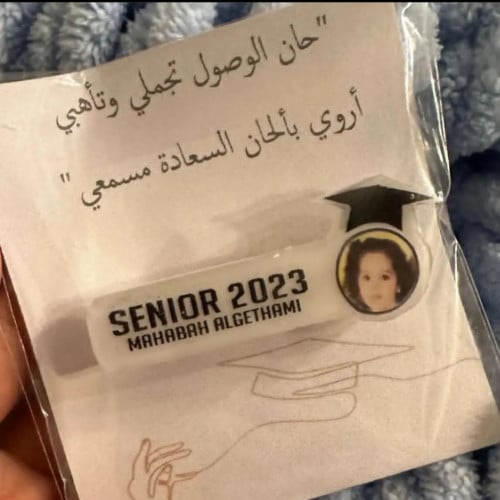 "حان الوصول تجملي وتأهبي
أروي بألحان السعادة مسمعي "
SENIOR 2023
MAHABAH ALGETHAMI